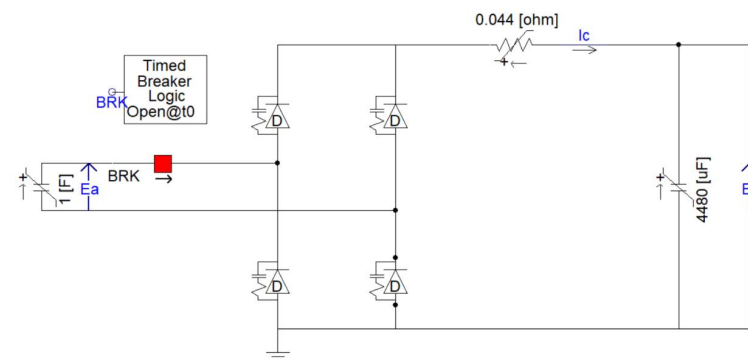 0.044 [ohm]
Ic
Timed
Breaker
Logic
Open@t0
BRK
D
D
BRK
Ea
1 [F]
4480 [uF]
E
D
D